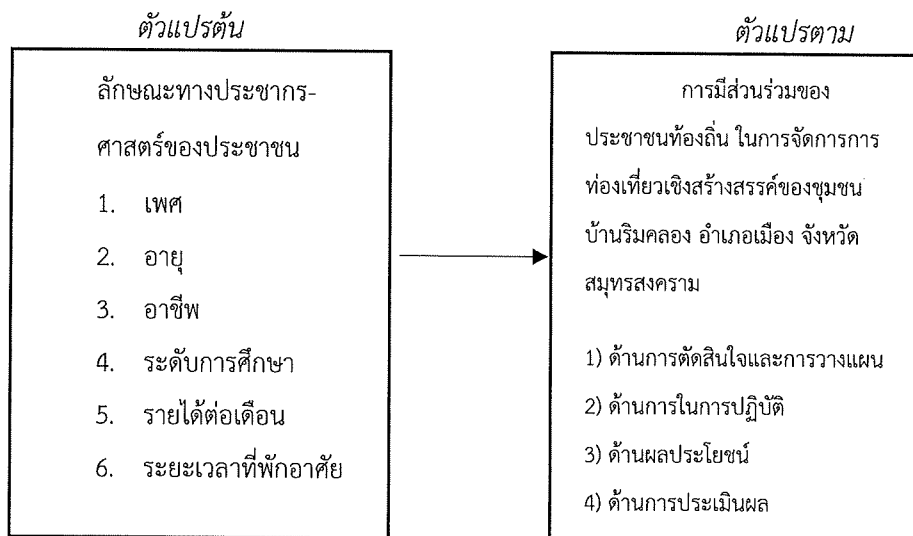 ตัวแปรต้น
ลักษณะทางประชากร-
ศาสตร์ของประชาชน
1. เพศ
2. อายุ
3. อาชีพ
4. ระดับการศึกษา
5. รายได้ต่อเดือน
6. ระยะเวลาที่พักอาศัย
ตัวแปรตาม
การมีส่วนร่วมของ
ประชาชนท้องถิ่น ในการจัดการการ
ท่องเที่ยวเชิงสร้างสรรค์ของชุมชน
บ้านริมคลอง อำเภอเมือง จังหวัด
สมุทรสงคราม
1) ด้านการตัดสินใจและการวางแผน
2) ด้านการในการปฏิบัติ
3) ด้านผลประโยชน์
4) ด้านการประเมินผล